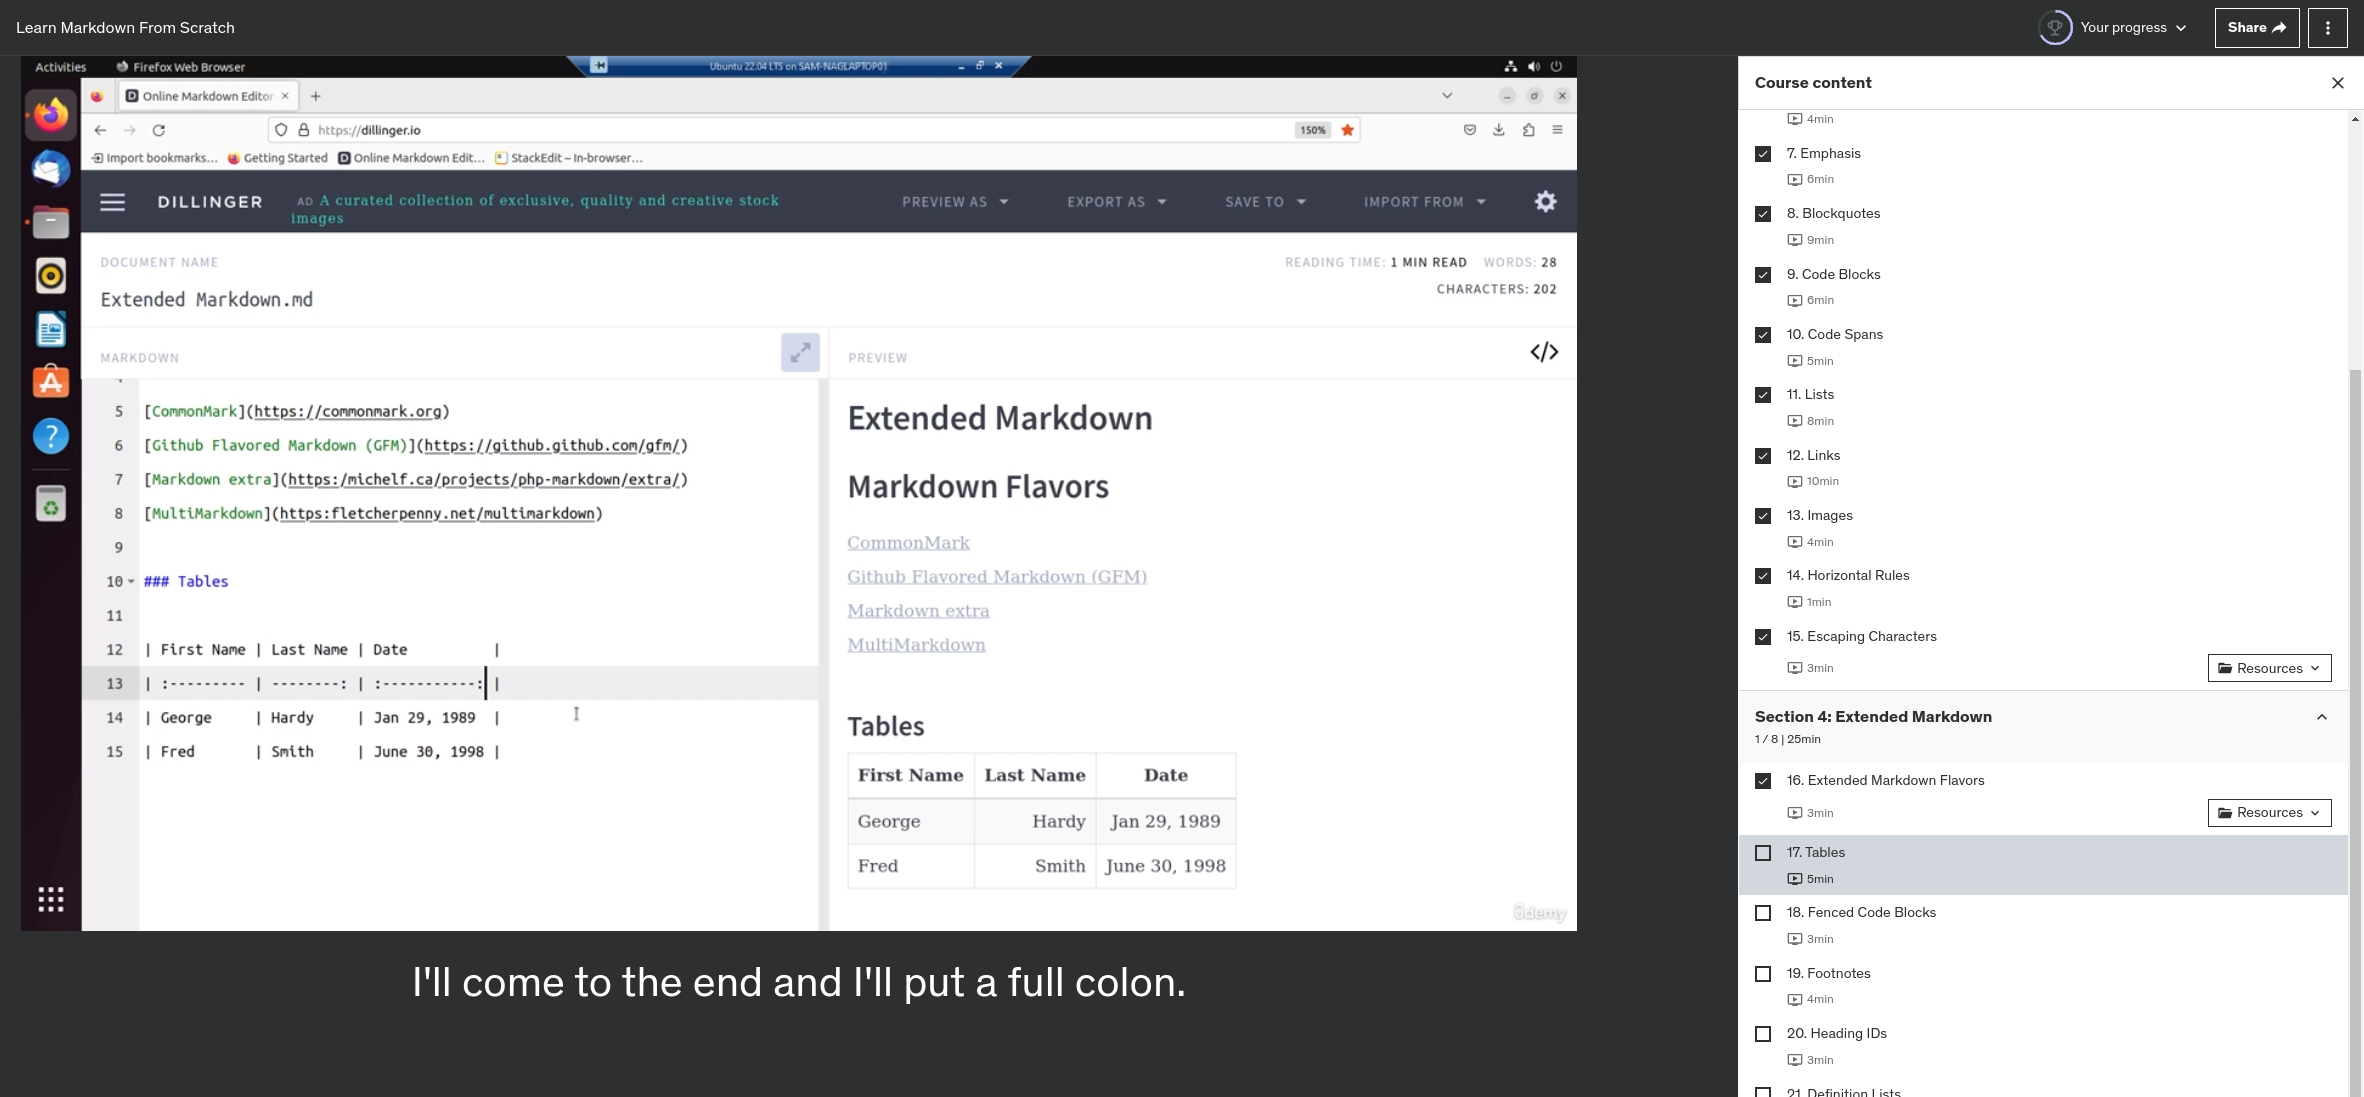 Learn Markdown From Scratch
Your progress
Share
Activities
Firefox Web Browser
Ubuntu 22.04 LTS on SAM-NAGLAPTOP01
Online Markdown Editor
https://dillinger.io
150%
Import bookmarks...
Getting Started
Online Markdown Edit...
StackEdit – In-browser...
DILLINGER
AD A curated collection of exclusive, quality and creative stock
images
PREVIEW AS
EXPORT AS
SAVE TO
IMPORT FROM
DOCUMENT NAME
Extended Markdown.md
READING TIME: 1 MIN READ WORDS: 28
CHARACTERS: 202
MARKDOWN
5 [CommonMark](https://commonmark.org)
6 [Github Flavored Markdown (GFM)](https://github.github.com/gfm/)
7 [Markdown extra](https:/michelf.ca/projects/php-markdown/extra/)
8 [MultiMarkdown](https:fletcherpenny.net/multimarkdown)
9
10 ### Tables
11
12 | First Name | Last Name | Date          |
13 | :--------- | --------: | :-----------: |
14 | George     | Hardy     | Jan 29, 1989  |
15 | Fred       | Smith     | June 30, 1998 |
PREVIEW
</>
Extended Markdown
Markdown Flavors
CommonMark
Github Flavored Markdown (GFM)
Markdown extra
MultiMarkdown
Tables
First Name Last Name Date
George Hardy Jan 29, 1989
Fred Smith June 30, 1998
udemy
I'll come to the end and I'll put a full colon.
Course content
4min
7. Emphasis
6min
8. Blockquotes
9min
9. Code Blocks
6min
10. Code Spans
5min
11. Lists
8min
12. Links
10min
13. Images
4min
14. Horizontal Rules
1min
15. Escaping Characters
3min
Resources
Section 4: Extended Markdown
1 / 8 | 25min
16. Extended Markdown Flavors
3min
Resources
17. Tables
5min
18. Fenced Code Blocks
3min
19. Footnotes
4min
20. Heading IDs
3min
21. Definition Lists